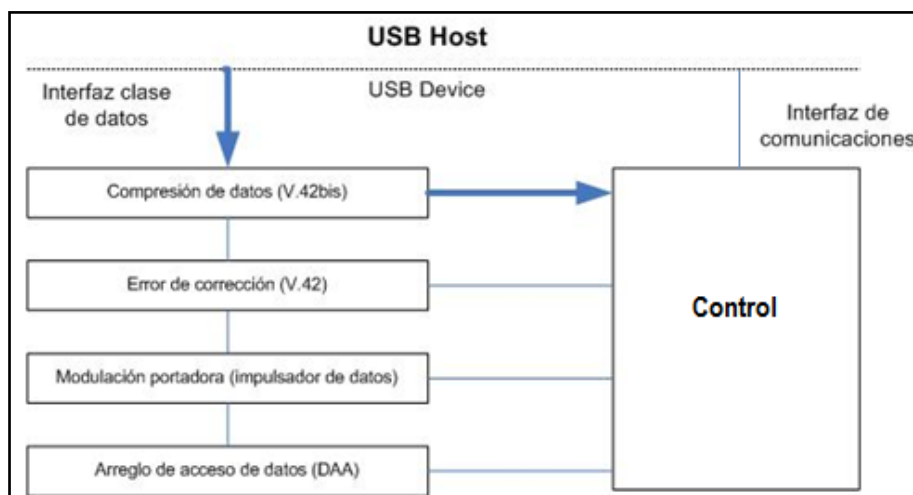 USB Host
USB Device
Interfaz clase
de datos
Interfaz de
comunicaciones
Compresión de datos (V.42bis)
Error de corrección (V.42)
Control
Modulación portadora (impulsador de datos)
Arreglo de acceso de datos (DAA)